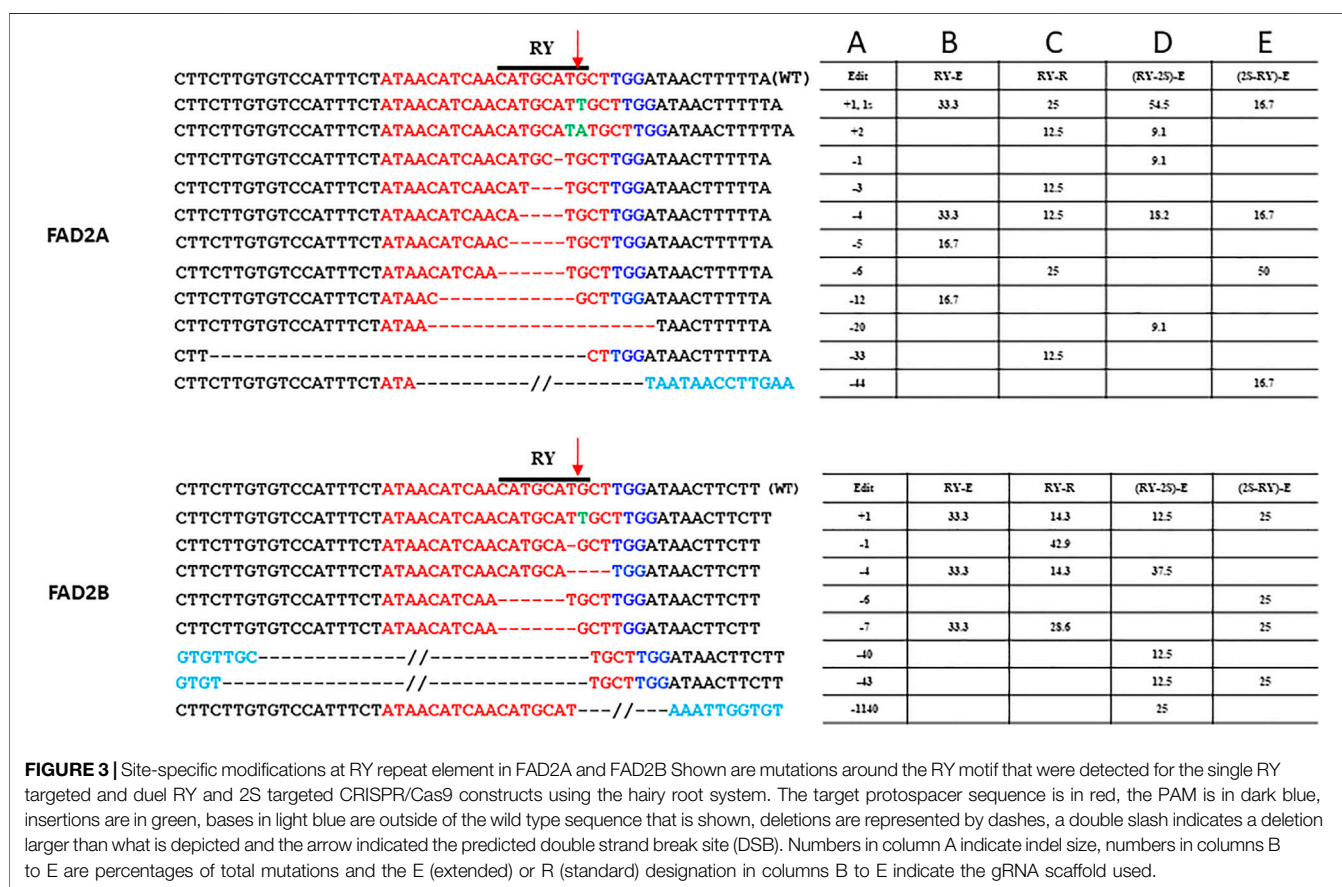 A B C D E
RY
CTTCTTGTGTCCATTTCTATAACATCAACATGCATGCTTGGATAACTTTTTA(WT) Edit RY-E RY-R (RY-2S)-E (2S-RY)-E
CTTCTTGTGTCCATTTCTATAACATCAACATGCATTGCTTGGATAACTTTTTA +1, 1s 33.3 25 54.5 16.7
CTTCTTGTGTCCATTTCTATAACATCAACATGCATATGCTTGGATAACTTTTTA +2 12.5 9.1
CTTCTTGTGTCCATTTCTATAACATCAACATGC-TGCTTGGATAACTTTTTA -1 9.1
CTTCTTGTGTCCATTTCTATAACATCAACAT---TGCTTGGATAACTTTTTA -3 12.5
CTTCTTGTGTCCATTTCTATAACATCAACA----TGCTTGGATAACTTTTTA -4 33.3 12.5 18.2 16.7
FAD2A
CTTCTTGTGTCCATTTCTATAACATCAAC-----TGCTTGGATAACTTTTTA -5 16.7
CTTCTTGTGTCCATTTCTATAACATCAA------TGCTTGGATAACTTTTTA -6 25 50
CTTCTTGTGTCCATTTCTATAAC------------GCTTGGATAACTTTTTA -12 16.7
CTTCTTGTGTCCATTTCTATAA--------------------TAACTTTTTA -20 9.1
CTT---------------------------------CTTGGATAACTTTTTA -33 12.5
CTTCTTGTGTCCATTTCTATA----------//--------TAATAACCTTGAA -44 16.7
RY
CTTCTTGTGTCCATTTCTATAACATCAACATGCATGCTTGGATAACTTCTT (WT) Edit RY-E RY-R (RY-2S)-E (2S-RY)-E
CTTCTTGTGTCCATTTCTATAACATCAACATGCATTGCTTGGATAACTTCTT +1 33.3 14.3 12.5 25
CTTCTTGTGTCCATTTCTATAACATCAACATGCA-GCTTGGATAACTTCTT -1 42.9
CTTCTTGTGTCCATTTCTATAACATCAACATGCA----TGGATAACTTCTT -4 33.3 14.3 37.5
FAD2B
CTTCTTGTGTCCATTTCTATAACATCAA------TGCTTGGATAACTTCTT -6 25
CTTCTTGTGTCCATTTCTATAACATCAA-------GCTTGGATAACTTCTT -7 33.3 28.6 25
GTGTTGC-------------//--------------TGCTTGGATAACTTCTT -40 12.5
GTGT----------------//--------------TGCTTGGATAACTTCTT -43 12.5 25
CTTCTTGTGTCCATTTCTATAACATCAACATGCAT---//---AAATTGGTGT -1140 25
FIGURE 3 | Site-specific modifications at RY repeat element in FAD2A and FAD2B Shown are mutations around the RY motif that were detected for the single RY
targeted and duel RY and 2S targeted CRISPR/Cas9 constructs using the hairy root system. The target protospacer sequence is in red, the PAM is in dark blue,
insertions are in green, bases in light blue are outside of the wild type sequence that is shown, deletions are represented by dashes, a double slash indicates a deletion
larger than what is depicted and the arrow indicated the predicted double strand break site (DSB). Numbers in column A indicate indel size, numbers in columns B
to E are percentages of total mutations and the E (extended) or R (standard) designation in columns B to E indicate the gRNA scaffold used.